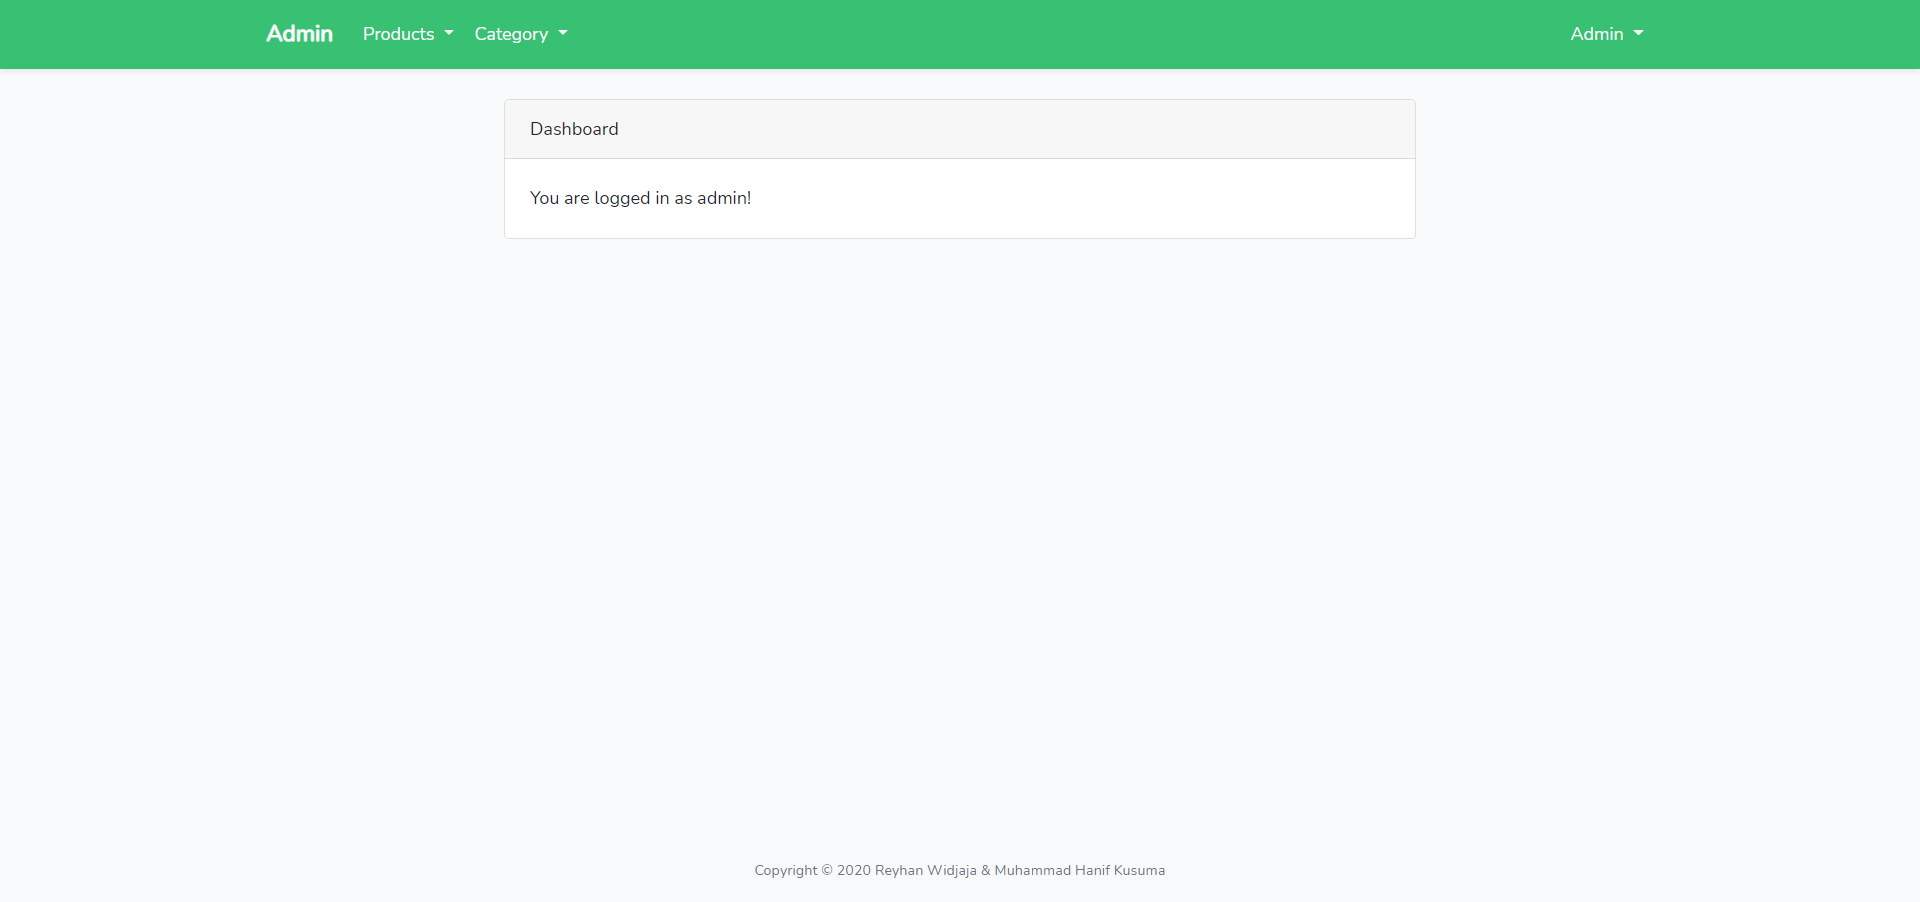 Admin Products Category Admin
Dashboard
You are logged in as admin!
Copyright © 2020 Reyhan Widjaja & Muhammad Hanif Kusuma